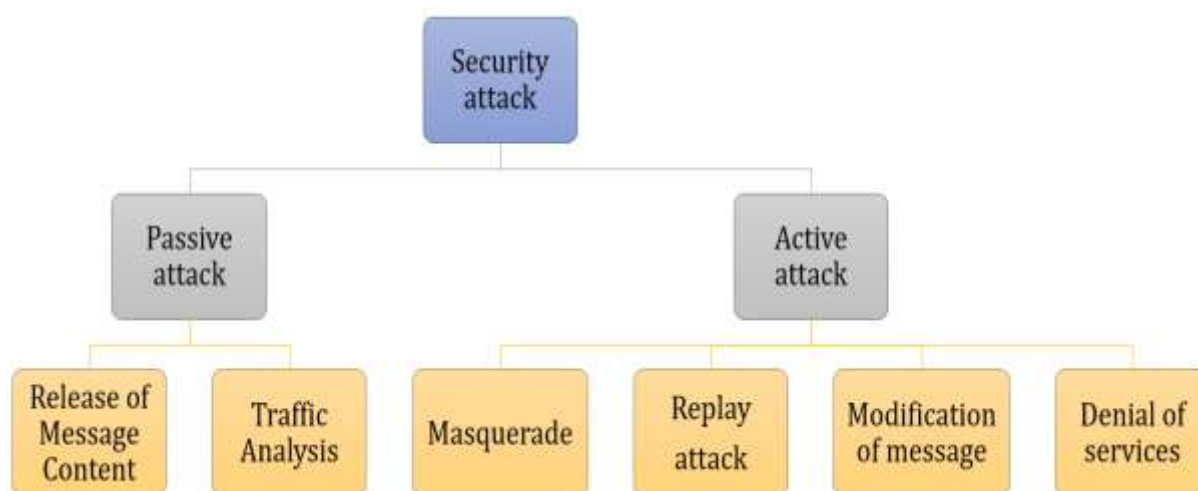 Security
attack
Passive
attack
Active
attack
Release of
Message
Content
Traffic
Analysis
Masquerade
Replay
attack
Modification
of message
Denial of
services